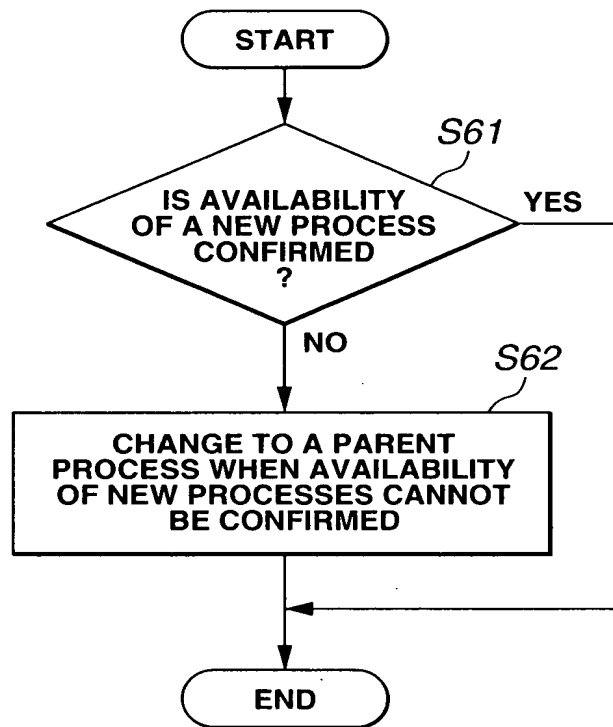 START
S61
IS AVAILABILITY
OF A NEW PROCESS
CONFIRMED
?
YES
NO
S62
CHANGE TO A PARENT
PROCESS WHEN AVAILABILITY
OF NEW PROCESSES CANNOT
BE CONFIRMED
END